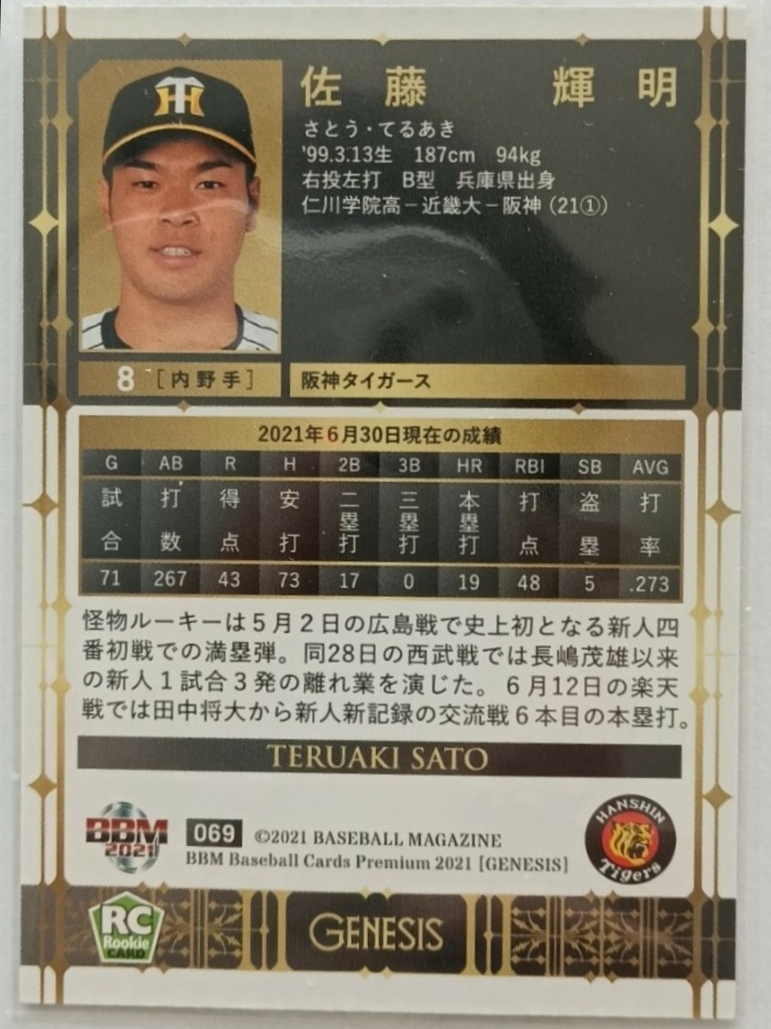 佐藤 輝明
さとう・てるあき
'99.3.13生 187cm 94kg
右投左打 B型 兵庫県出身
仁川学院高－近畿大－阪神（21①）
8 ［内野手］ 阪神タイガース
2021年6月30日現在の成績
G AB R H 2B 3B HR RBI SB AVG
試合 打数 得点 安打 二塁打 三塁打 本塁打 打点 盗塁 打率
71 267 43 73 17 0 19 48 5 .273
怪物ルーキーは5月2日の広島戦で史上初となる新人四
番初戦での満塁弾。同28日の西武戦では長嶋茂雄以来
の新人1試合3発の離れ業を演じた。6月12日の楽天
戦では田中将大から新人新記録の交流戦6本目の本塁打。
TERUAKI SATO
BBM
2021
069 ©2021 BASEBALL MAGAZINE
BBM Baseball Cards Premium 2021 [GENESIS]
HANSHIN
Tigers
RC
Rookie
CARD
GENESIS